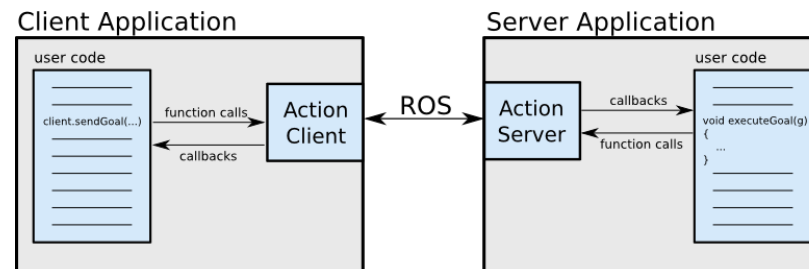 Client Application
user code
client.sendGoal(...)
function calls
callbacks
Action
Client
ROS
Server Application
Action
Server
callbacks
function calls
user code
void executeGoal(g)
{
...
}